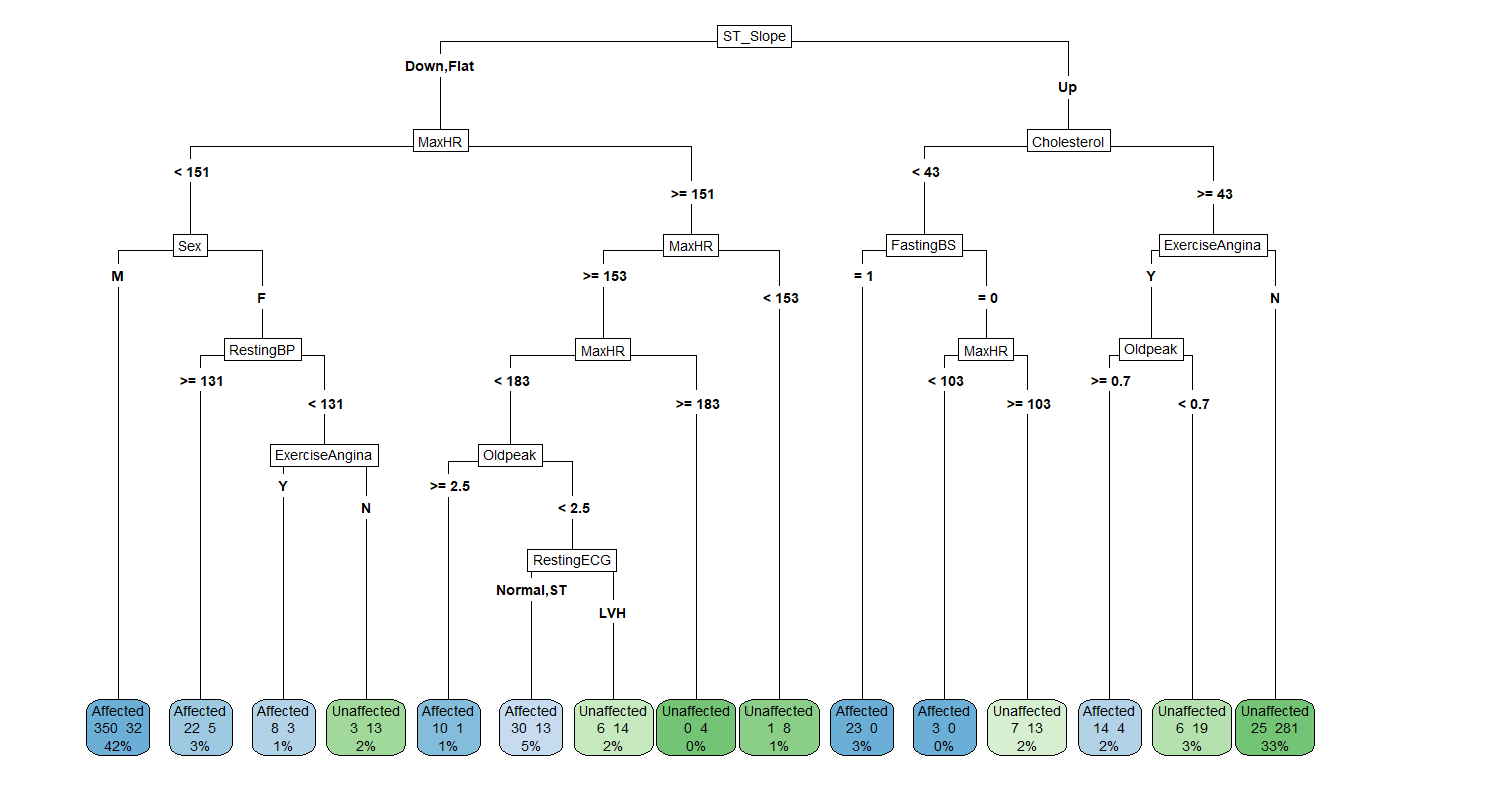 ST_Slope
Down,Flat
Up
MaxHR
Cholesterol
< 151
>= 151
< 43
>= 43
Sex
MaxHR
FastingBS
ExerciseAngina
M
F
>= 153
< 153
= 1
= 0
Y
N
RestingBP
MaxHR
MaxHR
Oldpeak
>= 131
< 131
< 183
>= 183
< 103
>= 103
>= 0.7
< 0.7
ExerciseAngina
Oldpeak
Y
N
>= 2.5
< 2.5
RestingECG
Normal,ST
LVH
Affected
350 32
42%
Affected
22 5
3%
Affected
8 3
1%
Unaffected
3 13
2%
Affected
10 1
1%
Affected
30 13
5%
Unaffected
6 14
2%
Unaffected
0 4
0%
Unaffected
1 8
1%
Affected
23 0
3%
Affected
3 0
0%
Unaffected
7 13
2%
Affected
14 4
2%
Unaffected
6 19
3%
Unaffected
25 281
33%